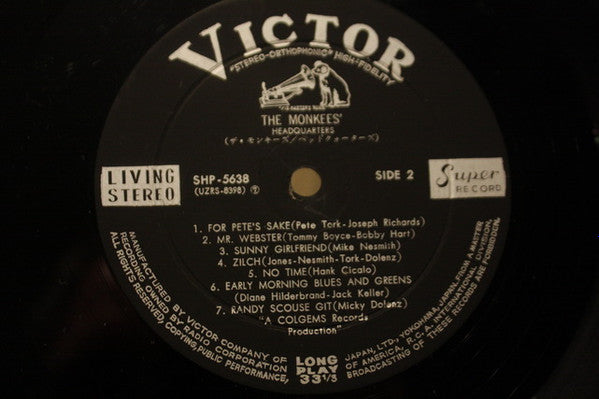 VICTOR
"STEREO-ORTHOPHONIC" HIGH-FIDELITY
"HIS MASTER'S VOICE"
THE MONKEES'
HEADQUARTERS
(ザ・モンキーズ/ヘッドクォーターズ)
LIVING
STEREO
SHP-5638
(UZRS-8398) Ⓟ
SIDE 2
Super
RECORD
1. FOR PETE'S SAKE(Pete Tork-Joseph Richards)
2. MR. WEBSTER(Tommy Boyce-Bobby Hart)
3. SUNNY GIRLFRIEND(Mike Nesmith)
4. ZILCH(Jones-Nesmith-Tork-Dolenz)
5. NO TIME(Hank Cicalo)
6. EARLY MORNING BLUES AND GREENS
(Diane Hilderbrand-Jack Keller)
7. RANDY SCOUSE GIT(Micky Dolenz)
"A COLGEMS Records
Production"
MANUFACTURED BY VICTOR COMPANY OF JAPAN, LTD., YOKOHAMA, JAPAN, FROM A MASTER
RECORDING OWNED BY RADIO CORPORATION OF AMERICA, R.C.A. INTERNATIONAL DIVISION.
ALL RIGHTS RESERVED, COPYING, PUBLIC PERFORMANCE, BROADCASTING OF THESE RECORDS ARE FORBIDDEN.
LONG
PLAY
33 1/3